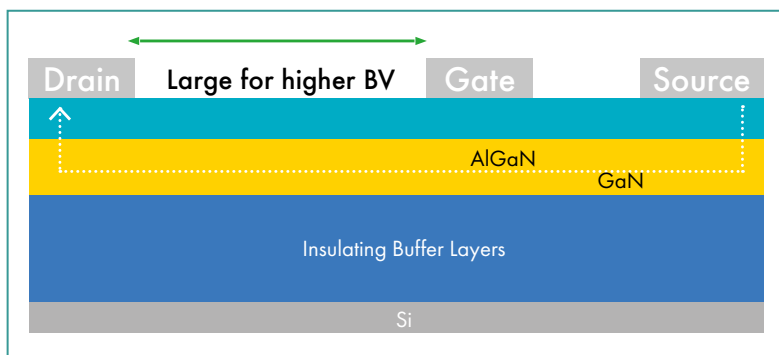 Drain Large for higher BV Gate Source
AlGaN
GaN
Insulating Buffer Layers
Si